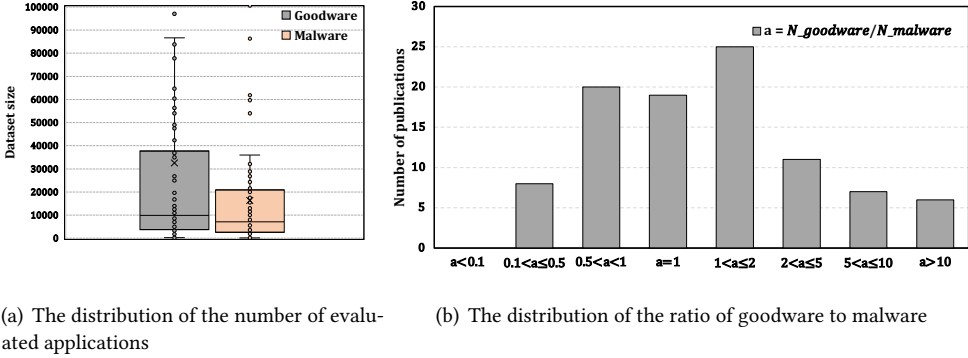 100000
90000
80000
70000
60000
50000
40000
30000
20000
10000
0
Dataset size
Goodware
Malware
30
25
20
15
10
5
0
Number of publications
a = N_goodware/N_malware
a<0.1 0.1<a≤0.5 0.5<a<1 a=1 1<a≤2 2<a≤5 5<a≤10 a>10
(a) The distribution of the number of evalu-
ated applications
(b) The distribution of the ratio of goodware to malware